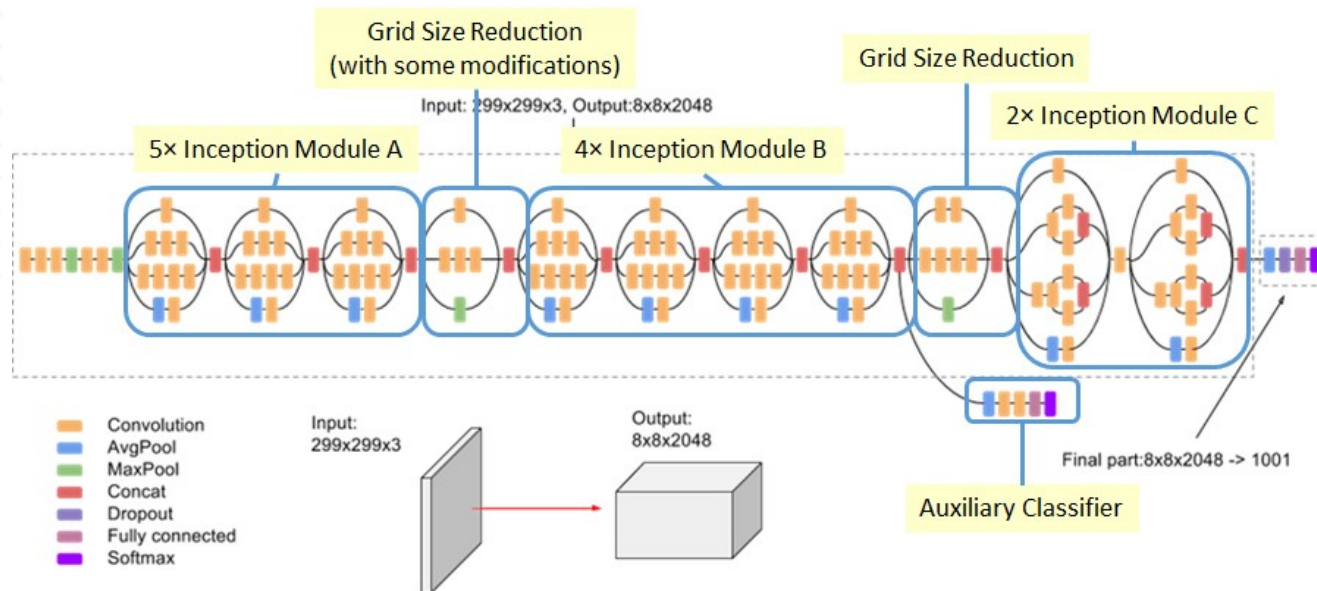 Grid Size Reduction
(with some modifications)
Grid Size Reduction
Input: 299x299x3, Output:8x8x2048
5× Inception Module A
4× Inception Module B
2× Inception Module C
Convolution
AvgPool
MaxPool
Concat
Dropout
Fully connected
Softmax
Input:
299x299x3
Output:
8x8x2048
Final part:8x8x2048 -> 1001
Auxiliary Classifier